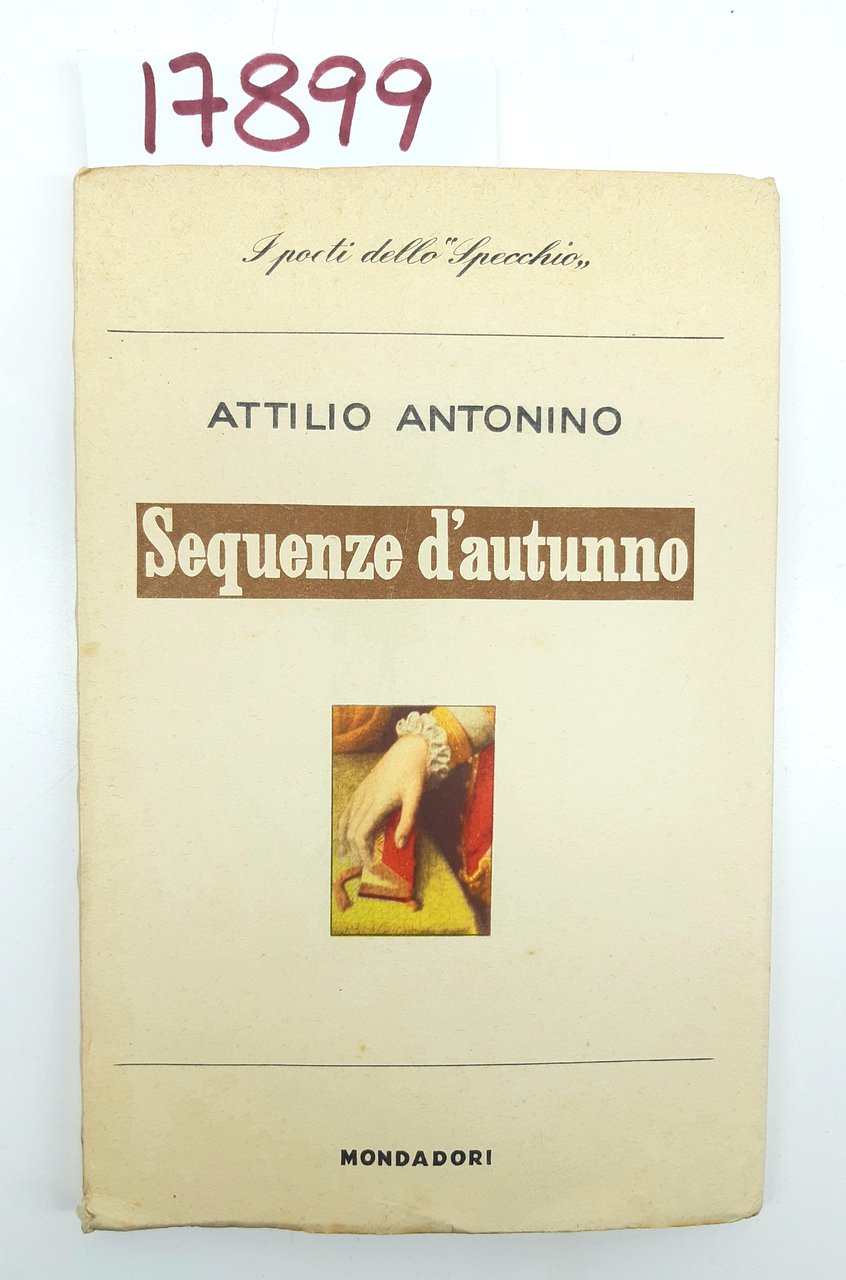 17899
I poeti dello "Specchio„
ATTILIO ANTONINO
Sequenze d'autunno
MONDADORI